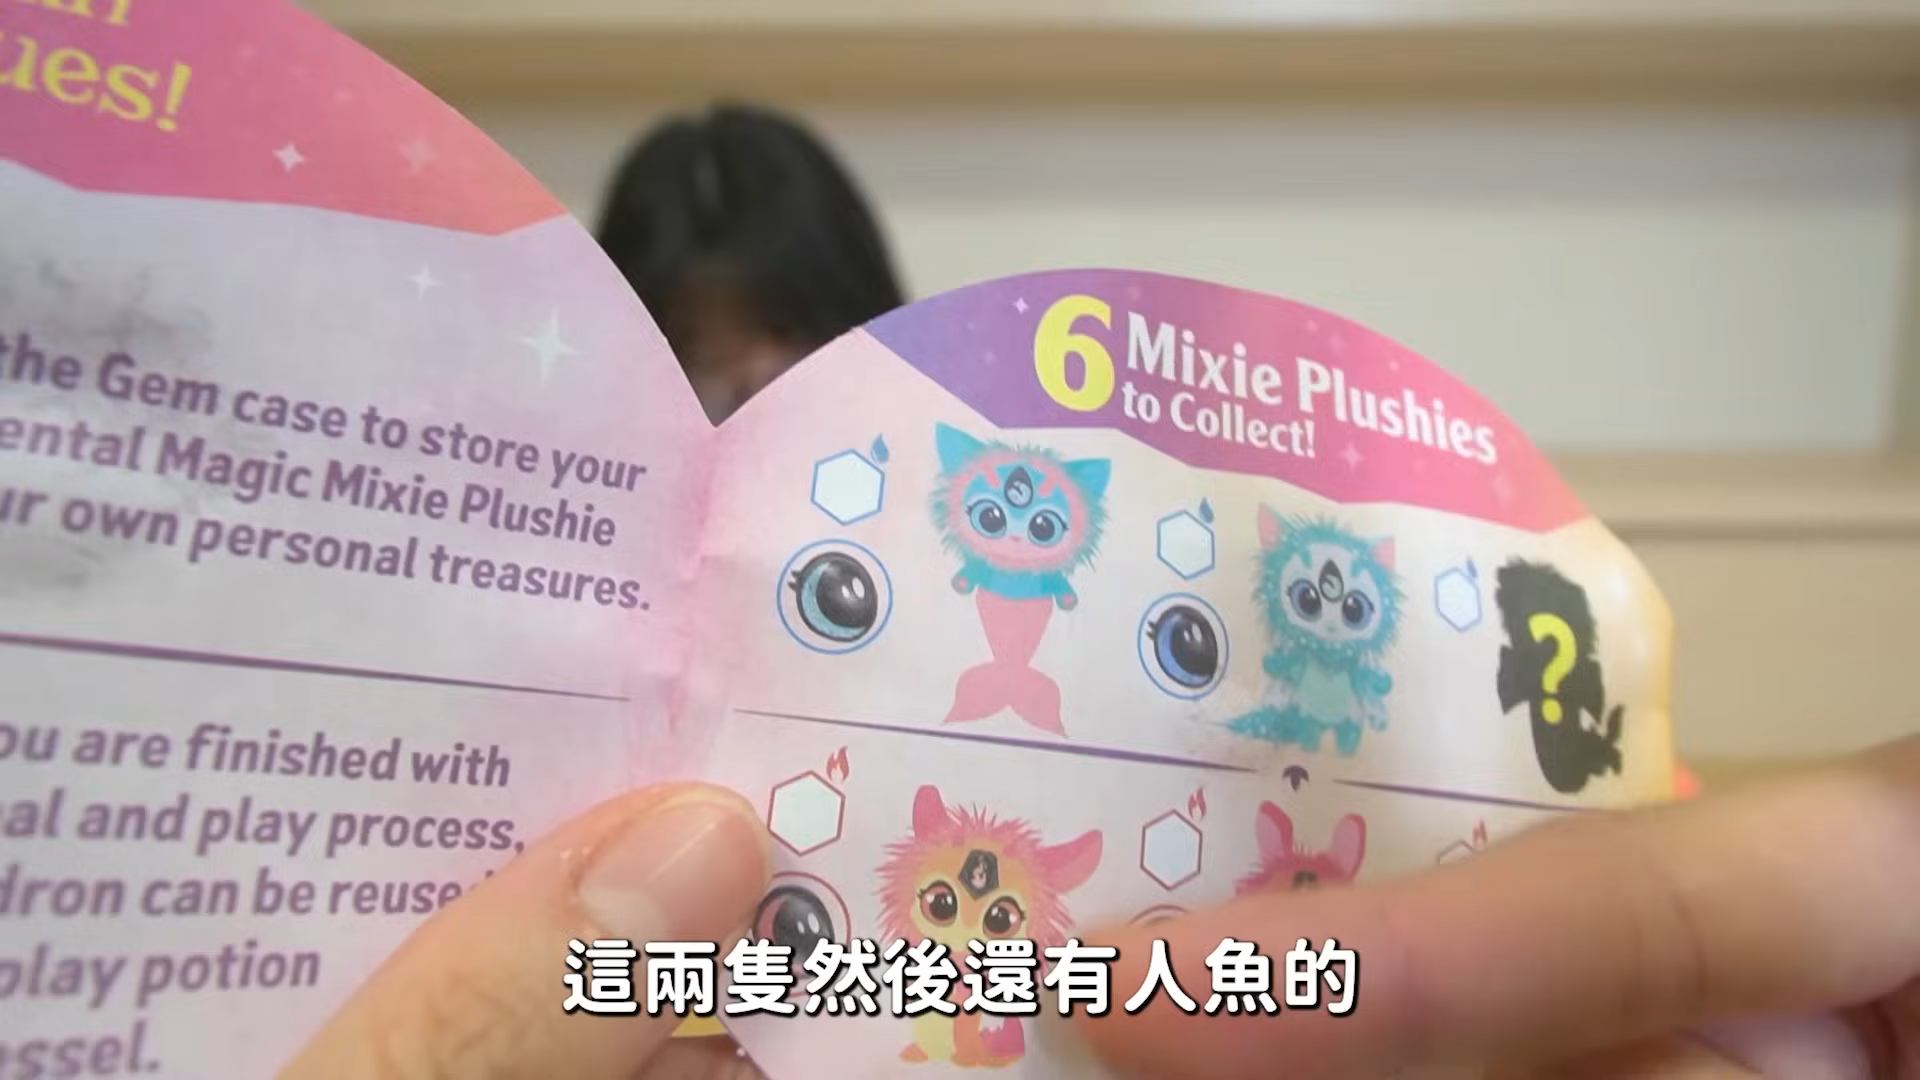 ues!
the Gem case to store your
ental Magic Mixie Plushie
ur own personal treasures.
ou are finished with
al and play process,
dron can be reuse
play potion
essel.
6 Mixie Plushies
to Collect!
?
這兩隻然後還有人魚的